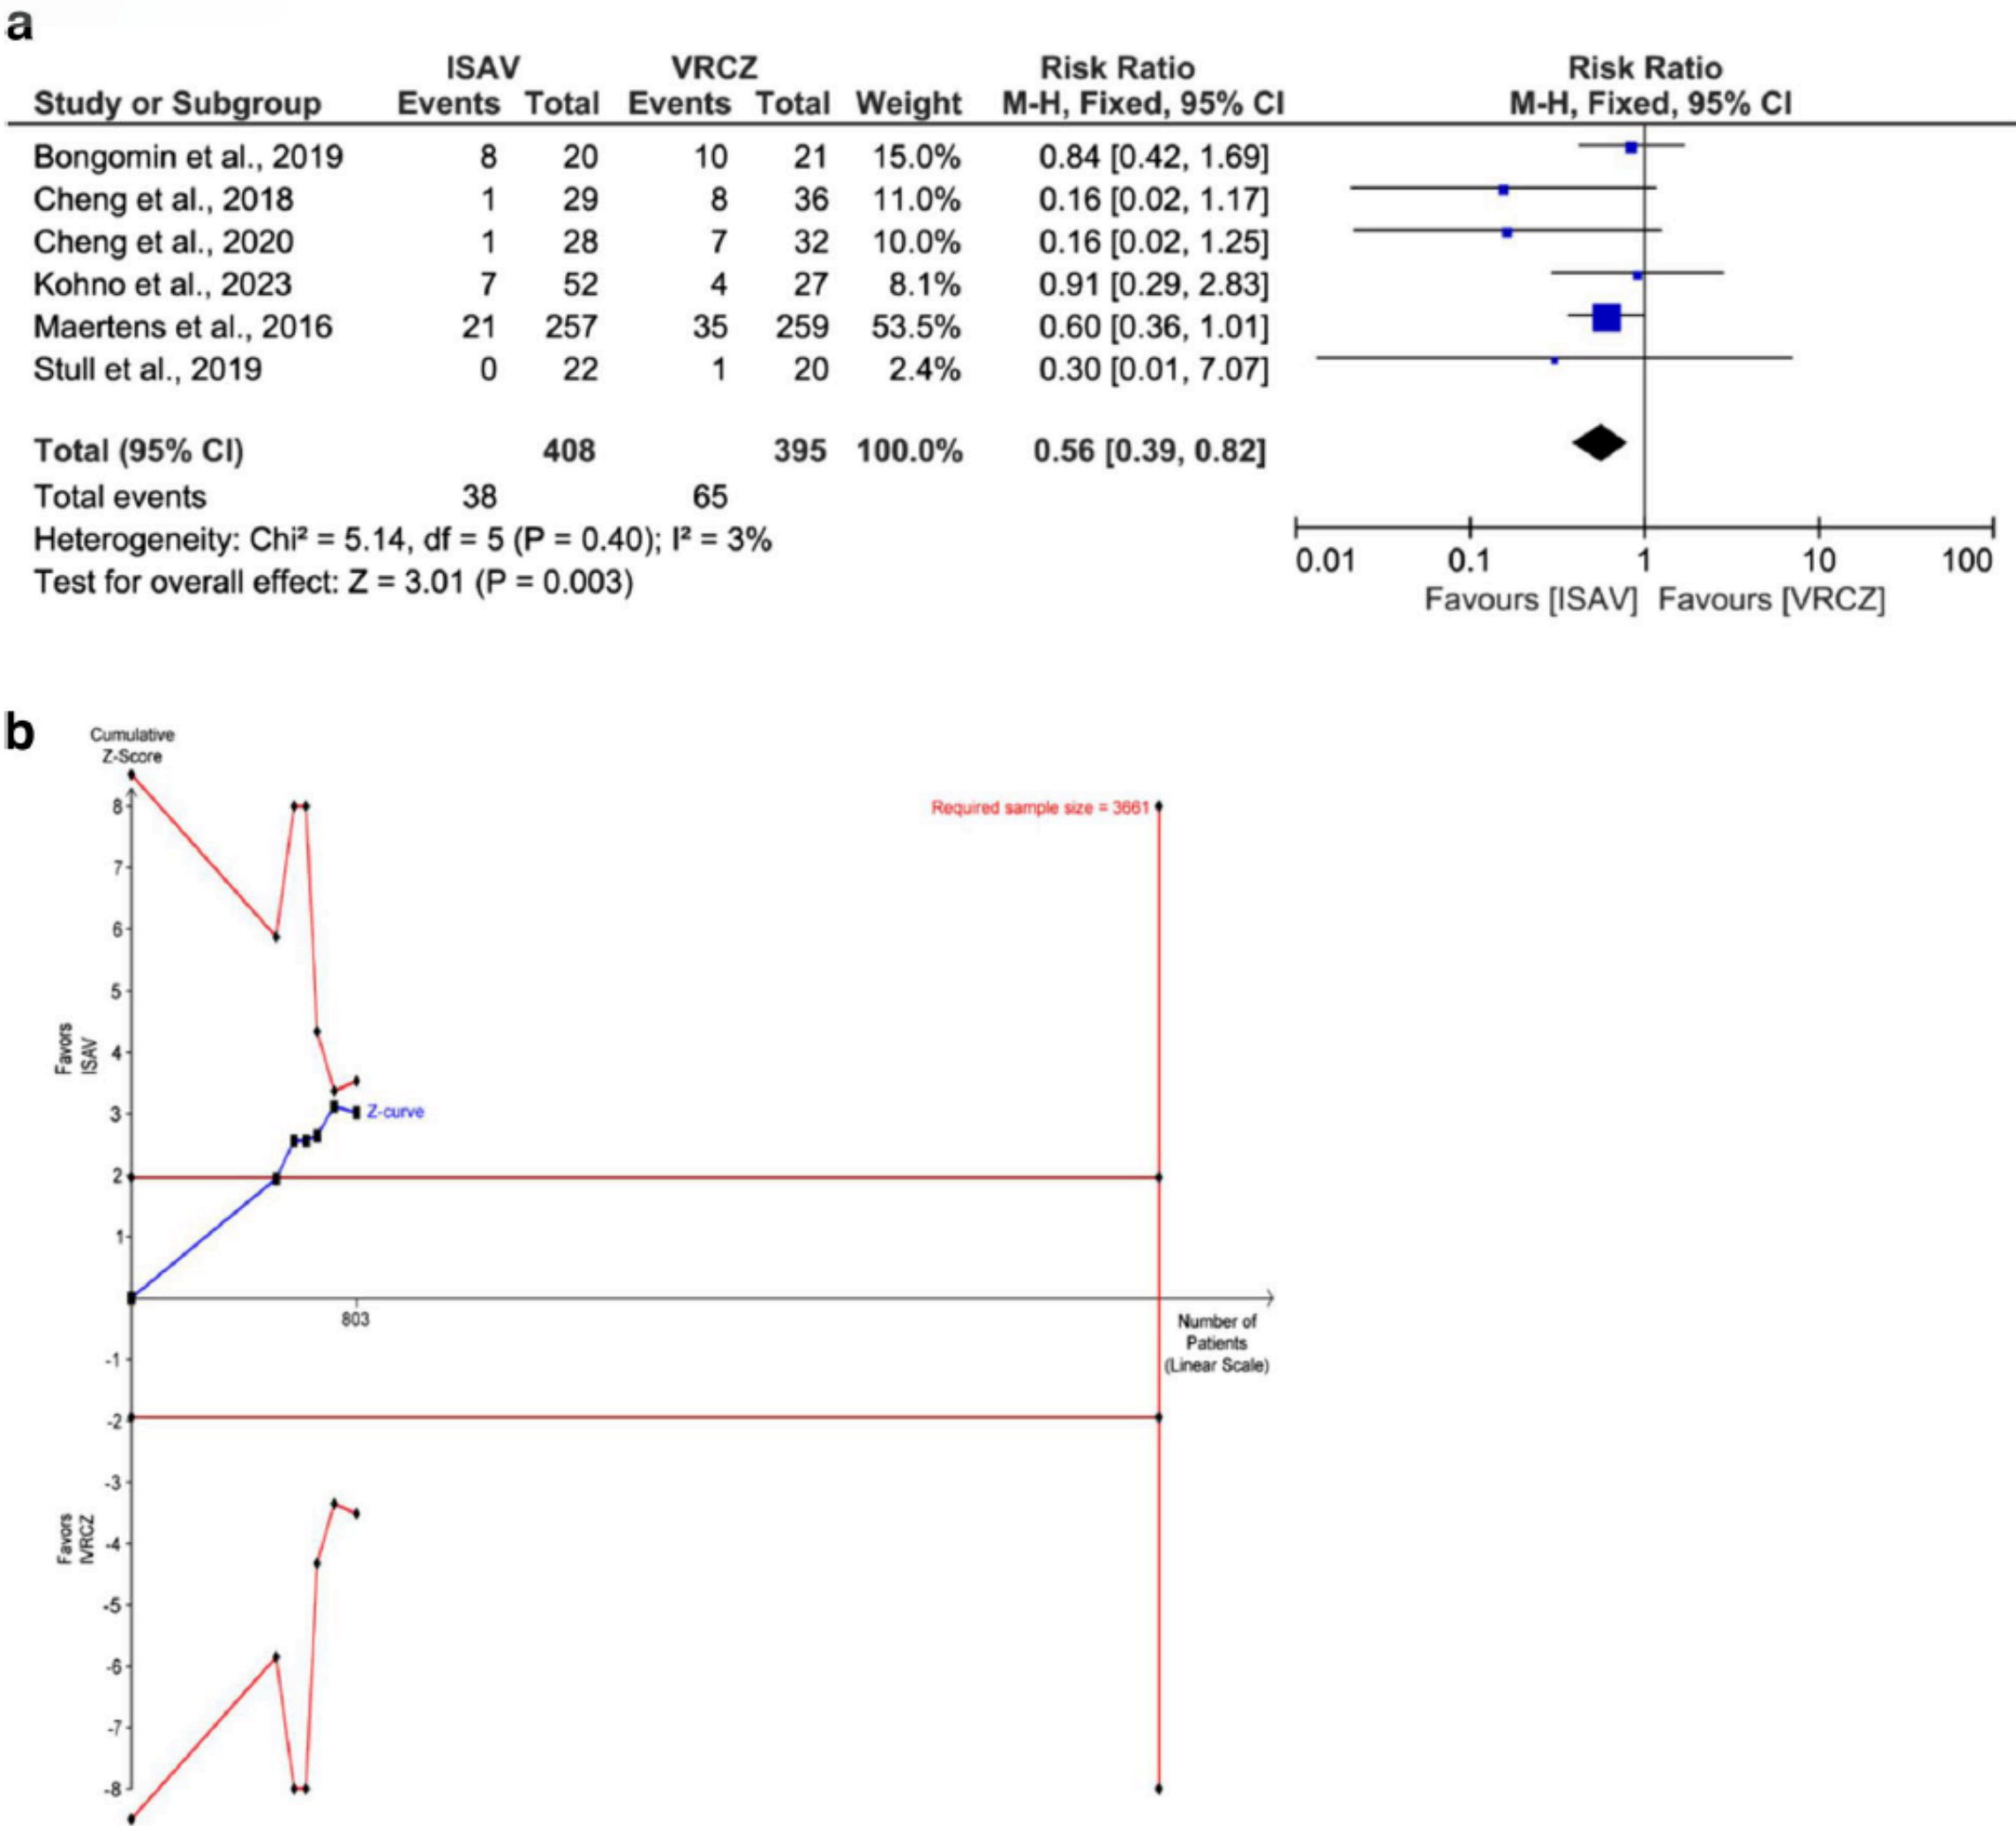 a
ISAV VRCZ Risk Ratio Risk Ratio
Study or Subgroup Events Total Events Total Weight M-H, Fixed, 95% CI M-H, Fixed, 95% CI
Bongomin et al., 2019 8 20 10 21 15.0% 0.84 [0.42, 1.69]
Cheng et al., 2018 1 29 8 36 11.0% 0.16 [0.02, 1.17]
Cheng et al., 2020 1 28 7 32 10.0% 0.16 [0.02, 1.25]
Kohno et al., 2023 7 52 4 27 8.1% 0.91 [0.29, 2.83]
Maertens et al., 2016 21 257 35 259 53.5% 0.60 [0.36, 1.01]
Stull et al., 2019 0 22 1 20 2.4% 0.30 [0.01, 7.07]
Total (95% CI) 408 395 100.0% 0.56 [0.39, 0.82]
Total events 38 65
Heterogeneity: Chi² = 5.14, df = 5 (P = 0.40); I² = 3%
Test for overall effect: Z = 3.01 (P = 0.003)
0.01 0.1 1 10 100
Favours [ISAV] Favours [VRCZ]
b
Cumulative
Z-Score
8
7
6
5
4
3
2
1
-1
-2
-3
-4
-5
-6
-7
-8
Favors
ISAV
Favors
IVRCZ
Required sample size = 3661
Z-curve
803
Number of
Patients
(Linear Scale)